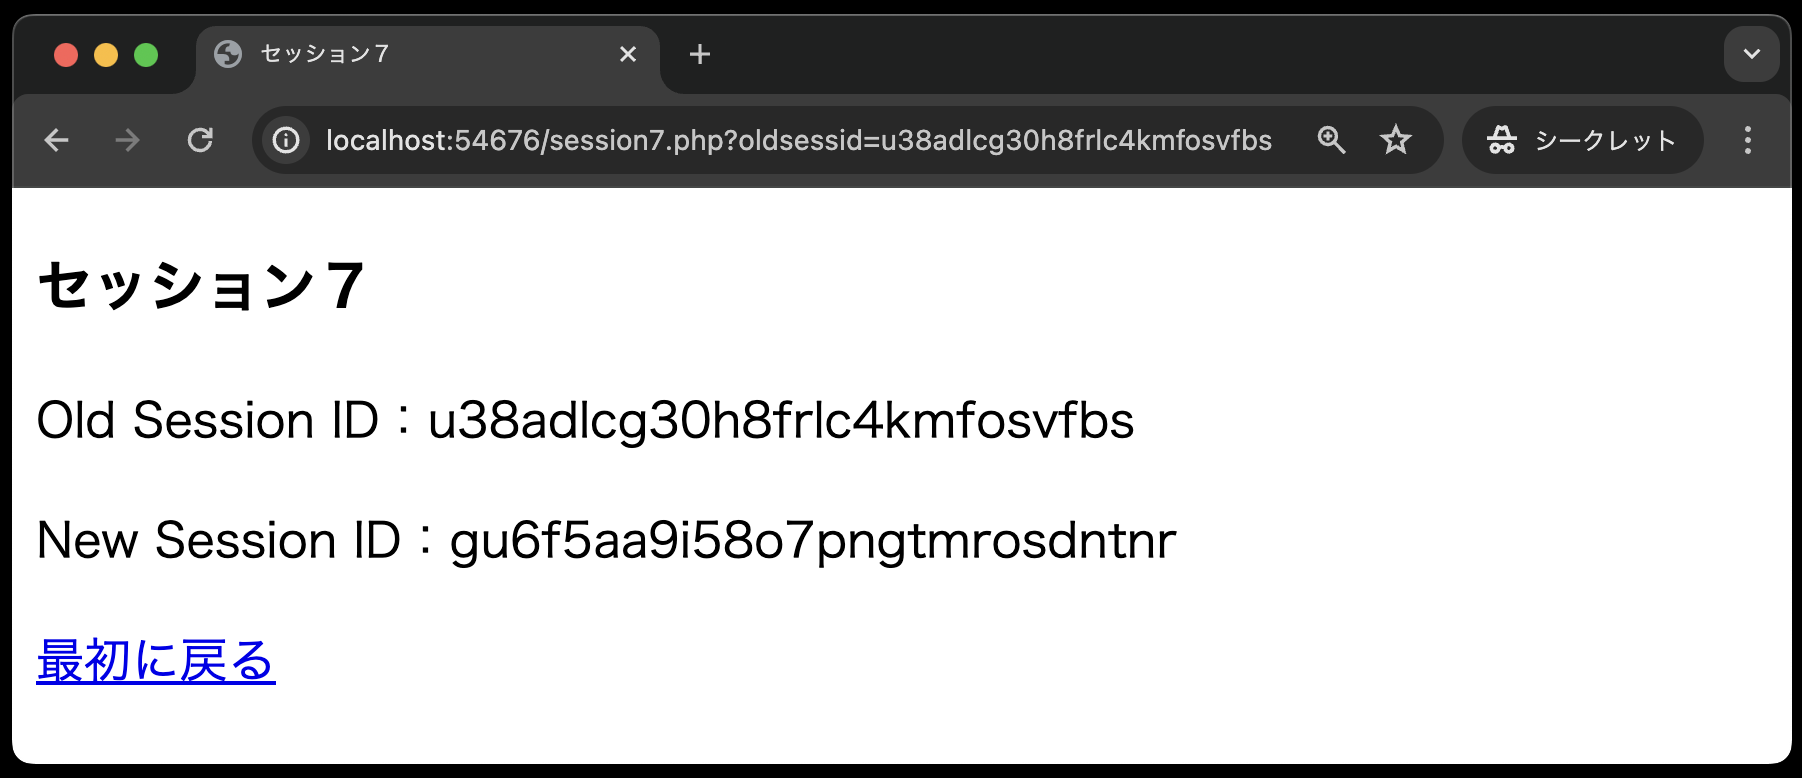 セッション７
localhost:54676/session7.php?oldsessid=u38adlcg30h8frlc4kmfosvfbs
シークレット
セッション７
Old Session ID：u38adlcg30h8frlc4kmfosvfbs
New Session ID：gu6f5aa9i58o7pngtmrosdntnr
最初に戻る